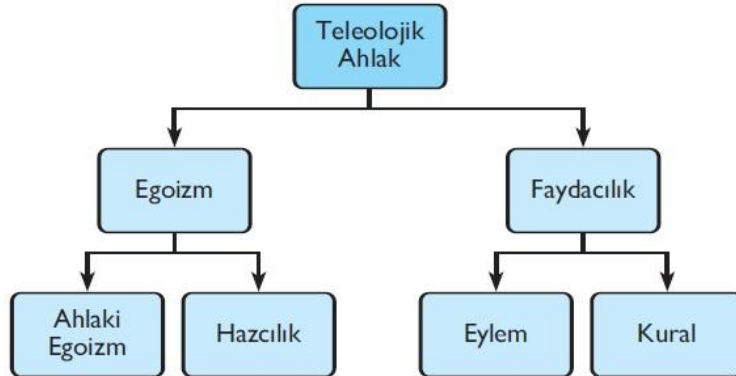 Teleolojik
Ahlak
Egoizm
Faydacılık
Ahlaki
Egoizm
Hazcılık
Eylem
Kural